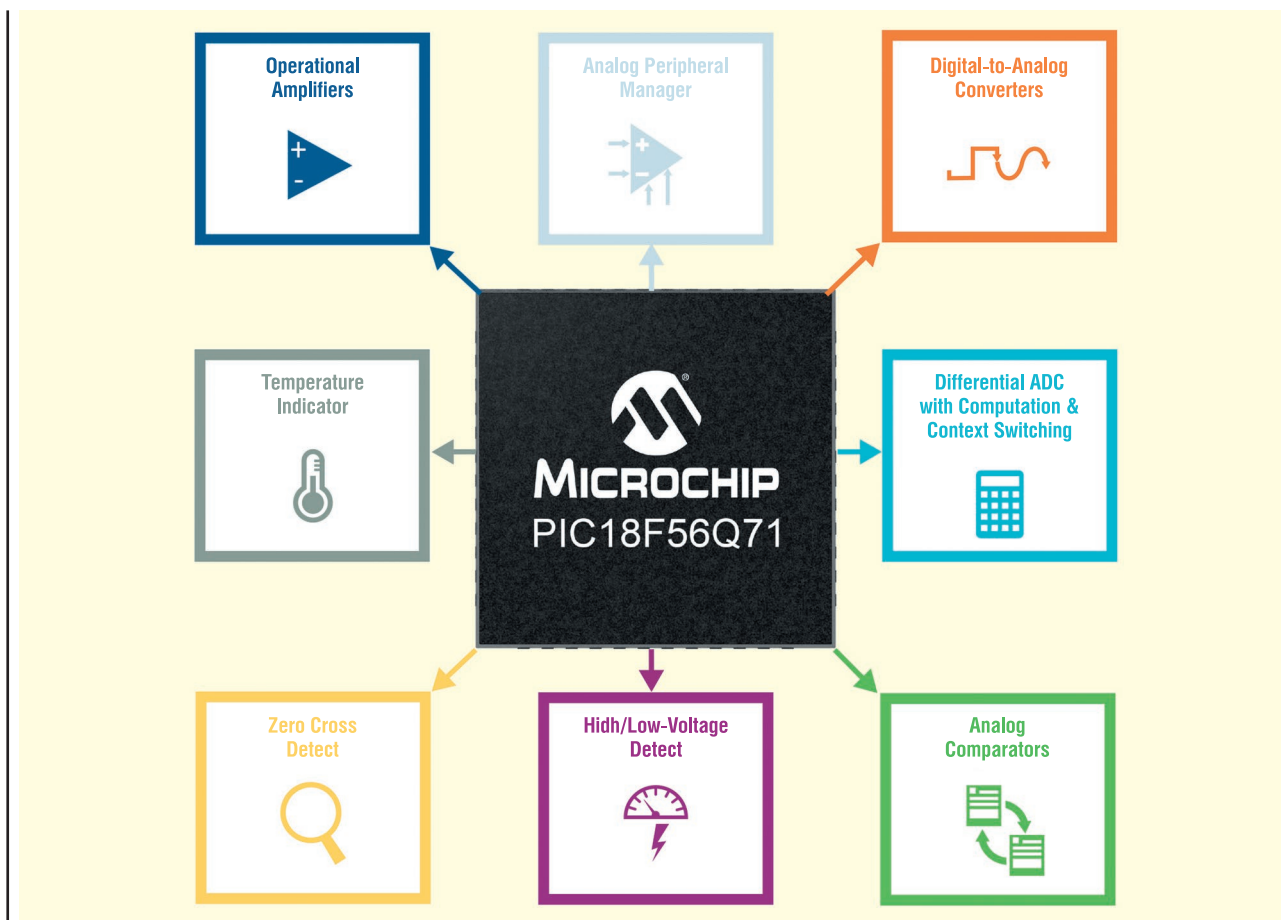 Operational
Amplifiers
+
-
Analog Peripheral
Manager
+
-
Digital-to-Analog
Converters
Temperature
Indicator
MICROCHIP
®
PIC18F56Q71
Differential ADC
with Computation &
Context Switching
Zero Cross
Detect
Hidh/Low-Voltage
Detect
Analog
Comparators